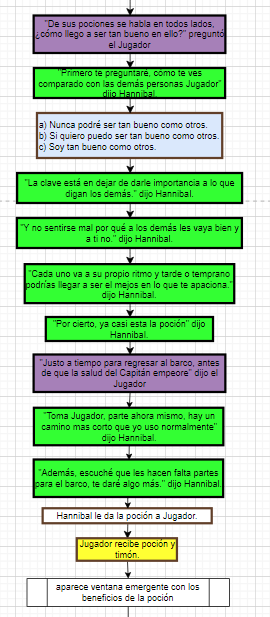 "De sus pociones se habla en todos lados,
¿cómo llego a ser tan bueno en ello?" preguntó
el Jugador
"Primero te preguntaré, cómo te ves
comparado con las demás personas Jugador"
dijo Hannibal.
a) Nunca podré ser tan bueno como otros.
b) Si quiero puedo ser tan bueno como otros.
c) Soy tan bueno como otros.
"La clave está en dejar de darle importancia a lo que
digan los demás." dijo Hannibal.
"Y no sentirse mal por qué a los demás les vaya bien y
a ti no." dijo Hannibal.
"Cada uno va a su propio ritmo y tarde o temprano
podrías llegar a ser el mejos en lo que te apaciona."
dijo Hannibal.
"Por cierto, ya casi esta la poción" dijo
Hannibal.
"Justo a tiempo para regresar al barco, antes
de que la salud del Capitán empeore" dijo el
Jugador
"Toma Jugador, parte ahora mismo, hay un
camino mas corto que yo uso normalmente"
dijo Hannibal.
"Además, escuché que les hacen falta partes
para el barco, te daré algo más." dijo Hannibal.
Hannibal le da la poción a Jugador.
Jugador recibe poción y
timón.
aparece ventana emergente con los
beneficios de la poción